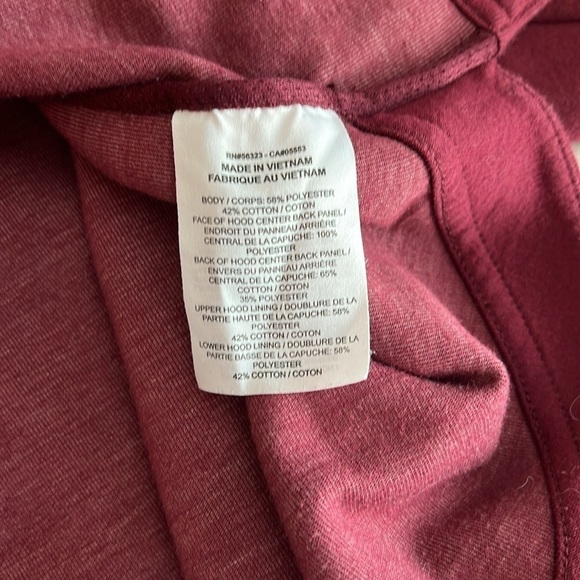 RN#56323 - CA#05553
MADE IN VIETNAM
FABRIQUE AU VIETNAM
BODY / CORPS: 58% POLYESTER
42% COTTON / COTON
FACE OF HOOD CENTER BACK PANEL /
ENDROIT DU PANNEAU ARRIÈRE
CENTRAL DE LA CAPUCHE: 100%
POLYESTER
BACK OF HOOD CENTER BACK PANEL /
ENVERS DU PANNEAU ARRIÈRE
CENTRAL DE LA CAPUCHE: 65%
COTTON / COTON
35% POLYESTER
UPPER HOOD LINING / DOUBLURE DE LA
PARTIE HAUTE DE LA CAPUCHE: 58%
POLYESTER
42% COTTON / COTON
LOWER HOOD LINING / DOUBLURE DE LA
PARTIE BASSE DE LA CAPUCHE: 58%
POLYESTER
42% COTTON / COTON